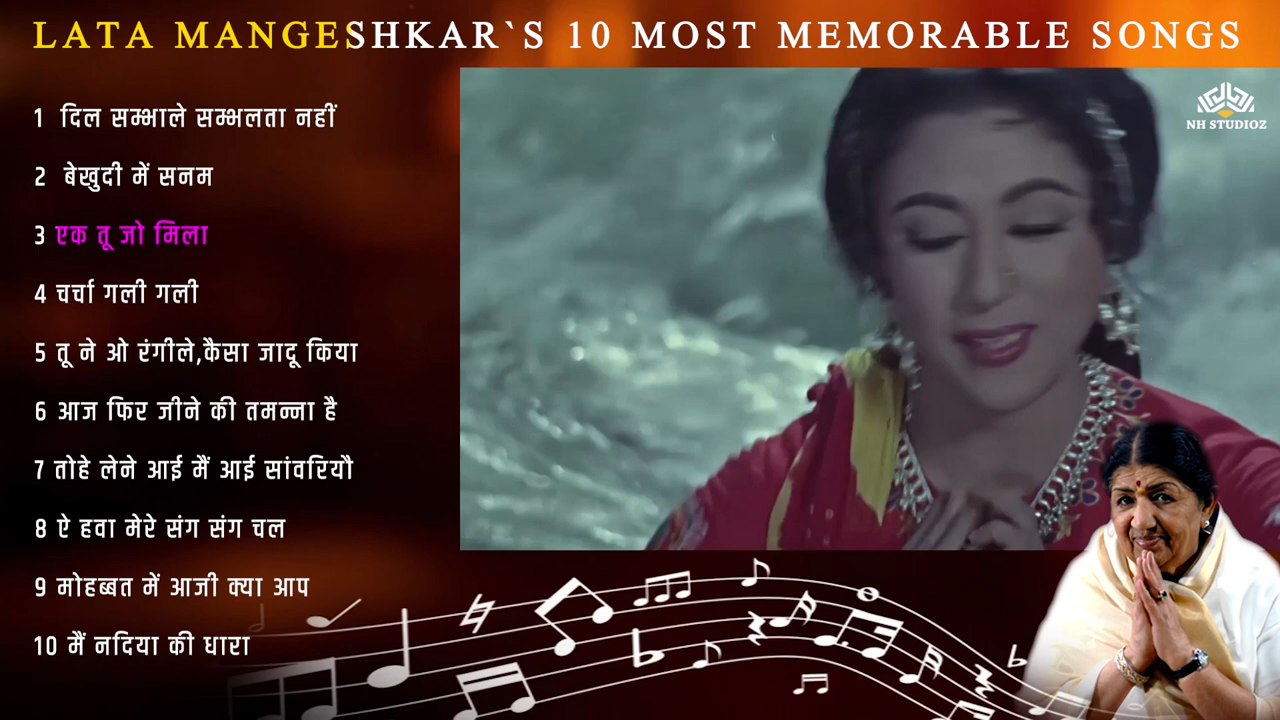 LATA MANGESHKAR`S 10 MOST MEMORABLE SONGS
NH STUDIOZ
1 दिल सम्भाले सम्भलता नहीं
2 बेखुदी में सनम
3 एक तू जो मिला
4 चर्चा गली गली
5 तू ने ओ रंगीले,कैसा जादू किया
6 आज फिर जीने की तमन्ना है
7 तोहे लेने आई मैं आई सांवरियौ
8 ऐ हवा मेरे संग संग चल
9 मोहब्बत में आजी क्या आप
10 मैं नदिया की धारा